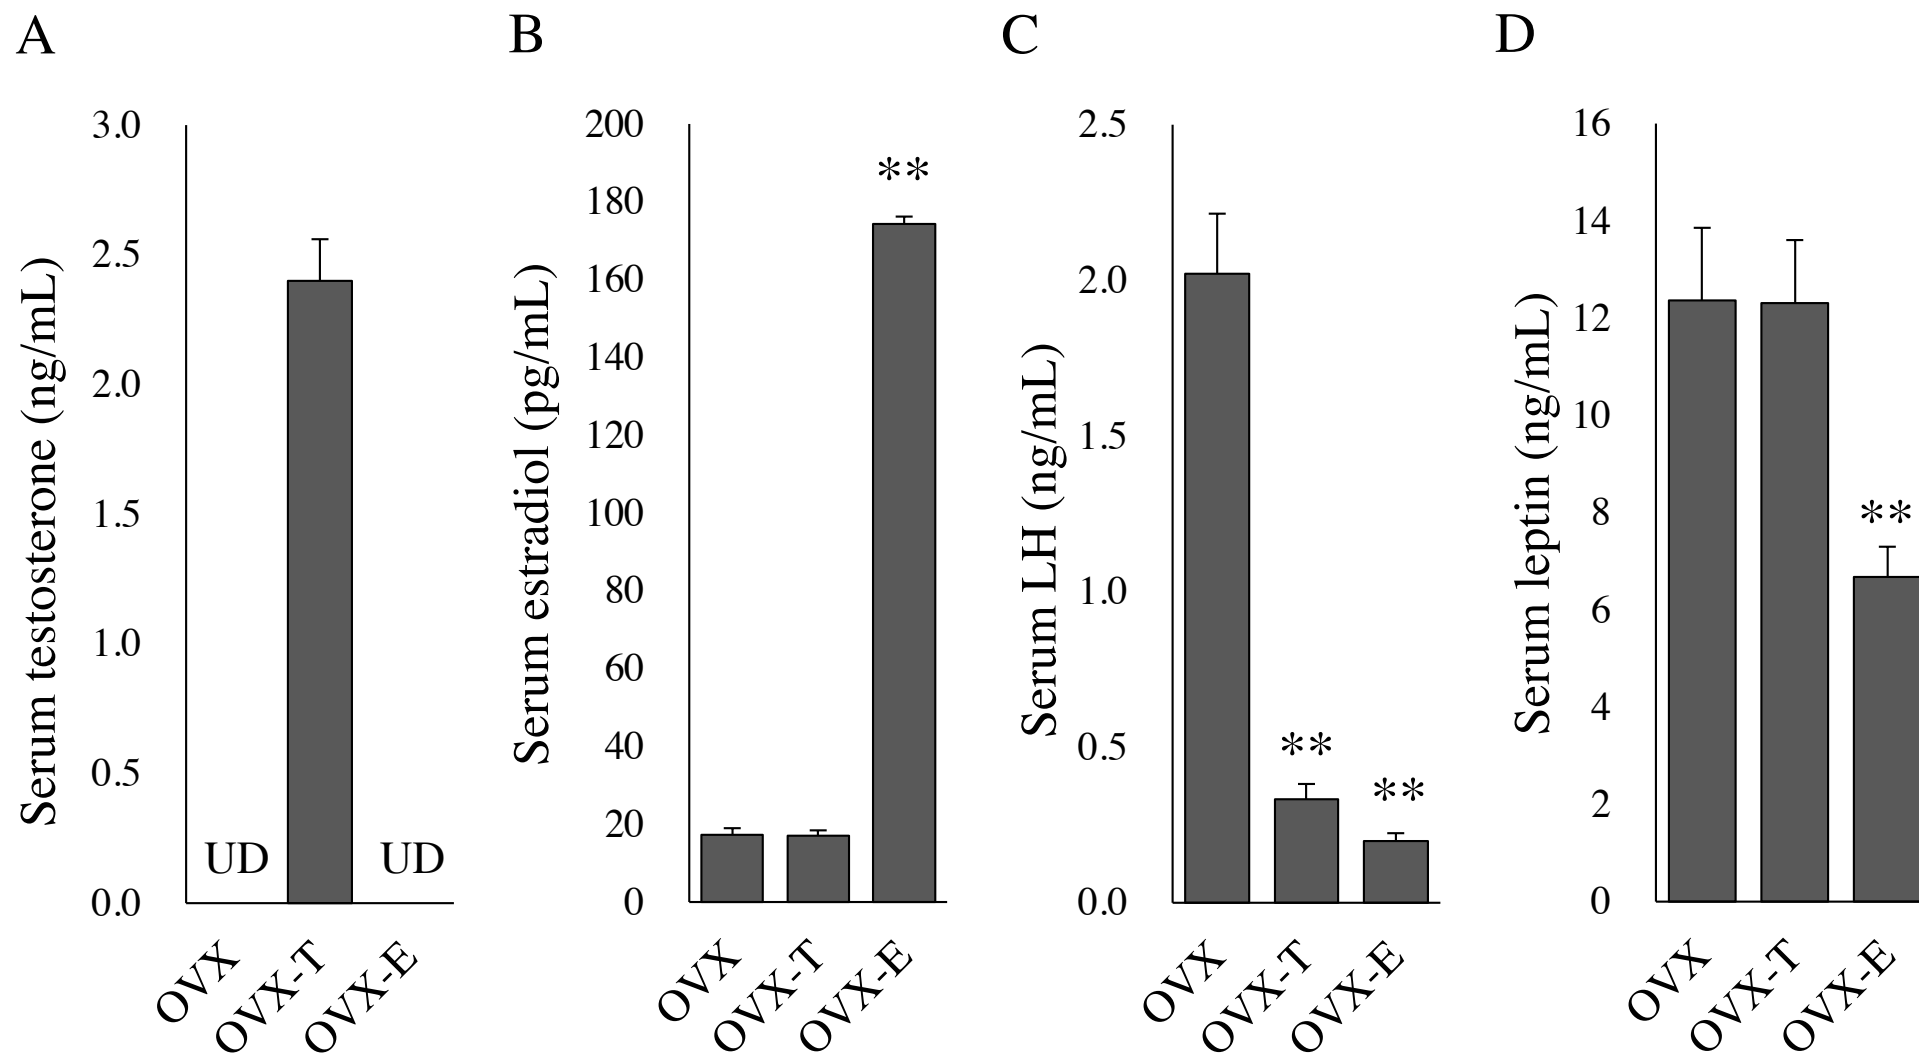 A
B
C
D
Serum testosterone (ng/mL)
3.0
2.5
2.0
1.5
1.0
0.5
0.0
UD
UD
OVX
OVX-T
OVX-E
Serum estradiol (pg/mL)
200
180
160
140
120
100
80
60
40
20
0
**
OVX
OVX-T
OVX-E
Serum LH (ng/mL)
2.5
2.0
1.5
1.0
0.5
0.0
**
**
OVX
OVX-T
OVX-E
Serum leptin (ng/mL)
16
14
12
10
8
6
4
2
0
**
OVX
OVX-T
OVX-E